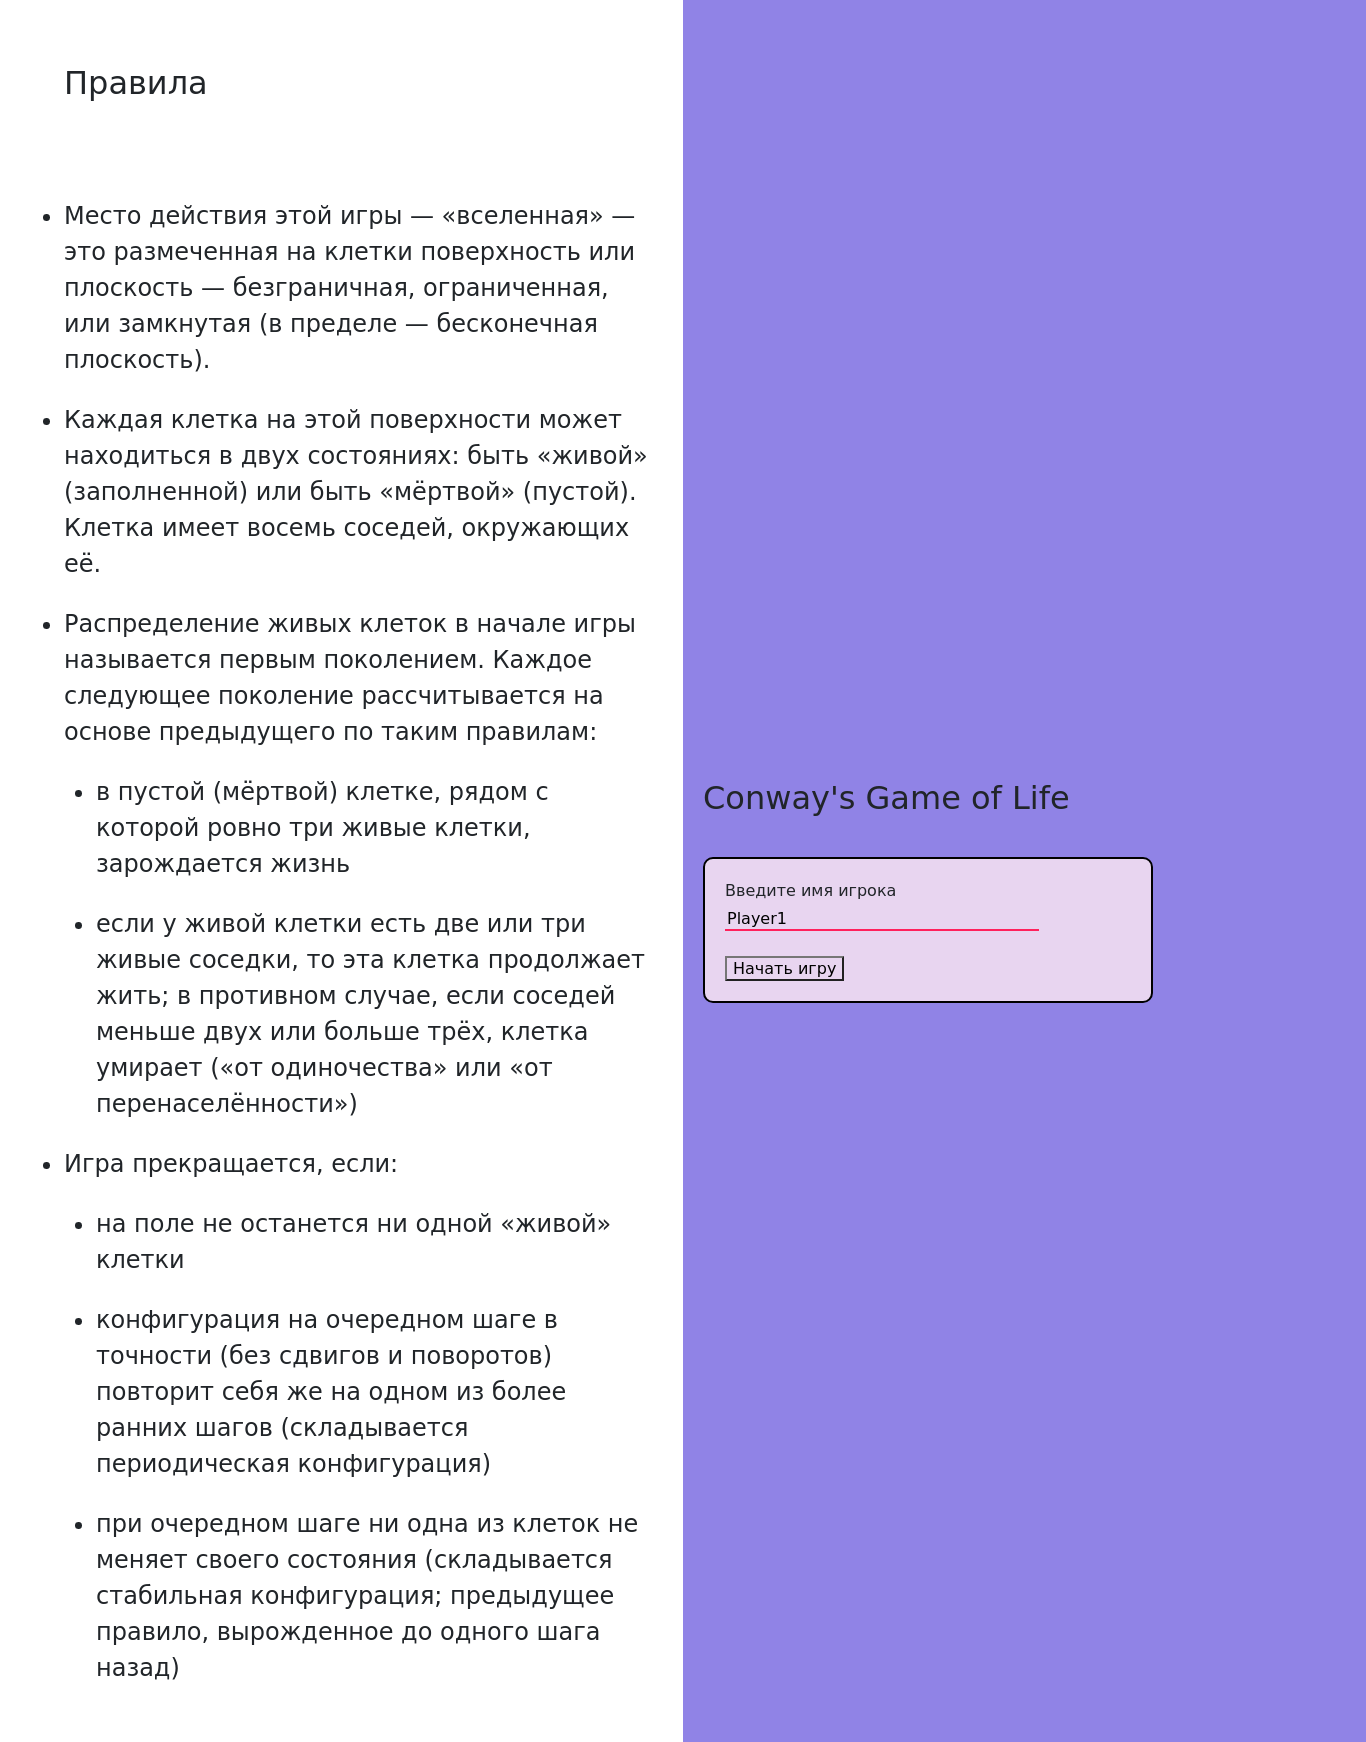 Правила
Место действия этой игры — «вселенная» —
это размеченная на клетки поверхность или
плоскость — безграничная, ограниченная,
или замкнутая (в пределе — бесконечная
плоскость).
Каждая клетка на этой поверхности может
находиться в двух состояниях: быть «живой»
(заполненной) или быть «мёртвой» (пустой).
Клетка имеет восемь соседей, окружающих
её.
Распределение живых клеток в начале игры
называется первым поколением. Каждое
следующее поколение рассчитывается на
основе предыдущего по таким правилам:
в пустой (мёртвой) клетке, рядом с
которой ровно три живые клетки,
зарождается жизнь
если у живой клетки есть две или три
живые соседки, то эта клетка продолжает
жить; в противном случае, если соседей
меньше двух или больше трёх, клетка
умирает («от одиночества» или «от
перенаселённости»)
Игра прекращается, если:
на поле не останется ни одной «живой»
клетки
конфигурация на очередном шаге в
точности (без сдвигов и поворотов)
повторит себя же на одном из более
ранних шагов (складывается
периодическая конфигурация)
при очередном шаге ни одна из клеток не
меняет своего состояния (складывается
стабильная конфигурация; предыдущее
правило, вырожденное до одного шага
назад)
Conway's Game of Life
Введите имя игрока
Player1
Начать игру